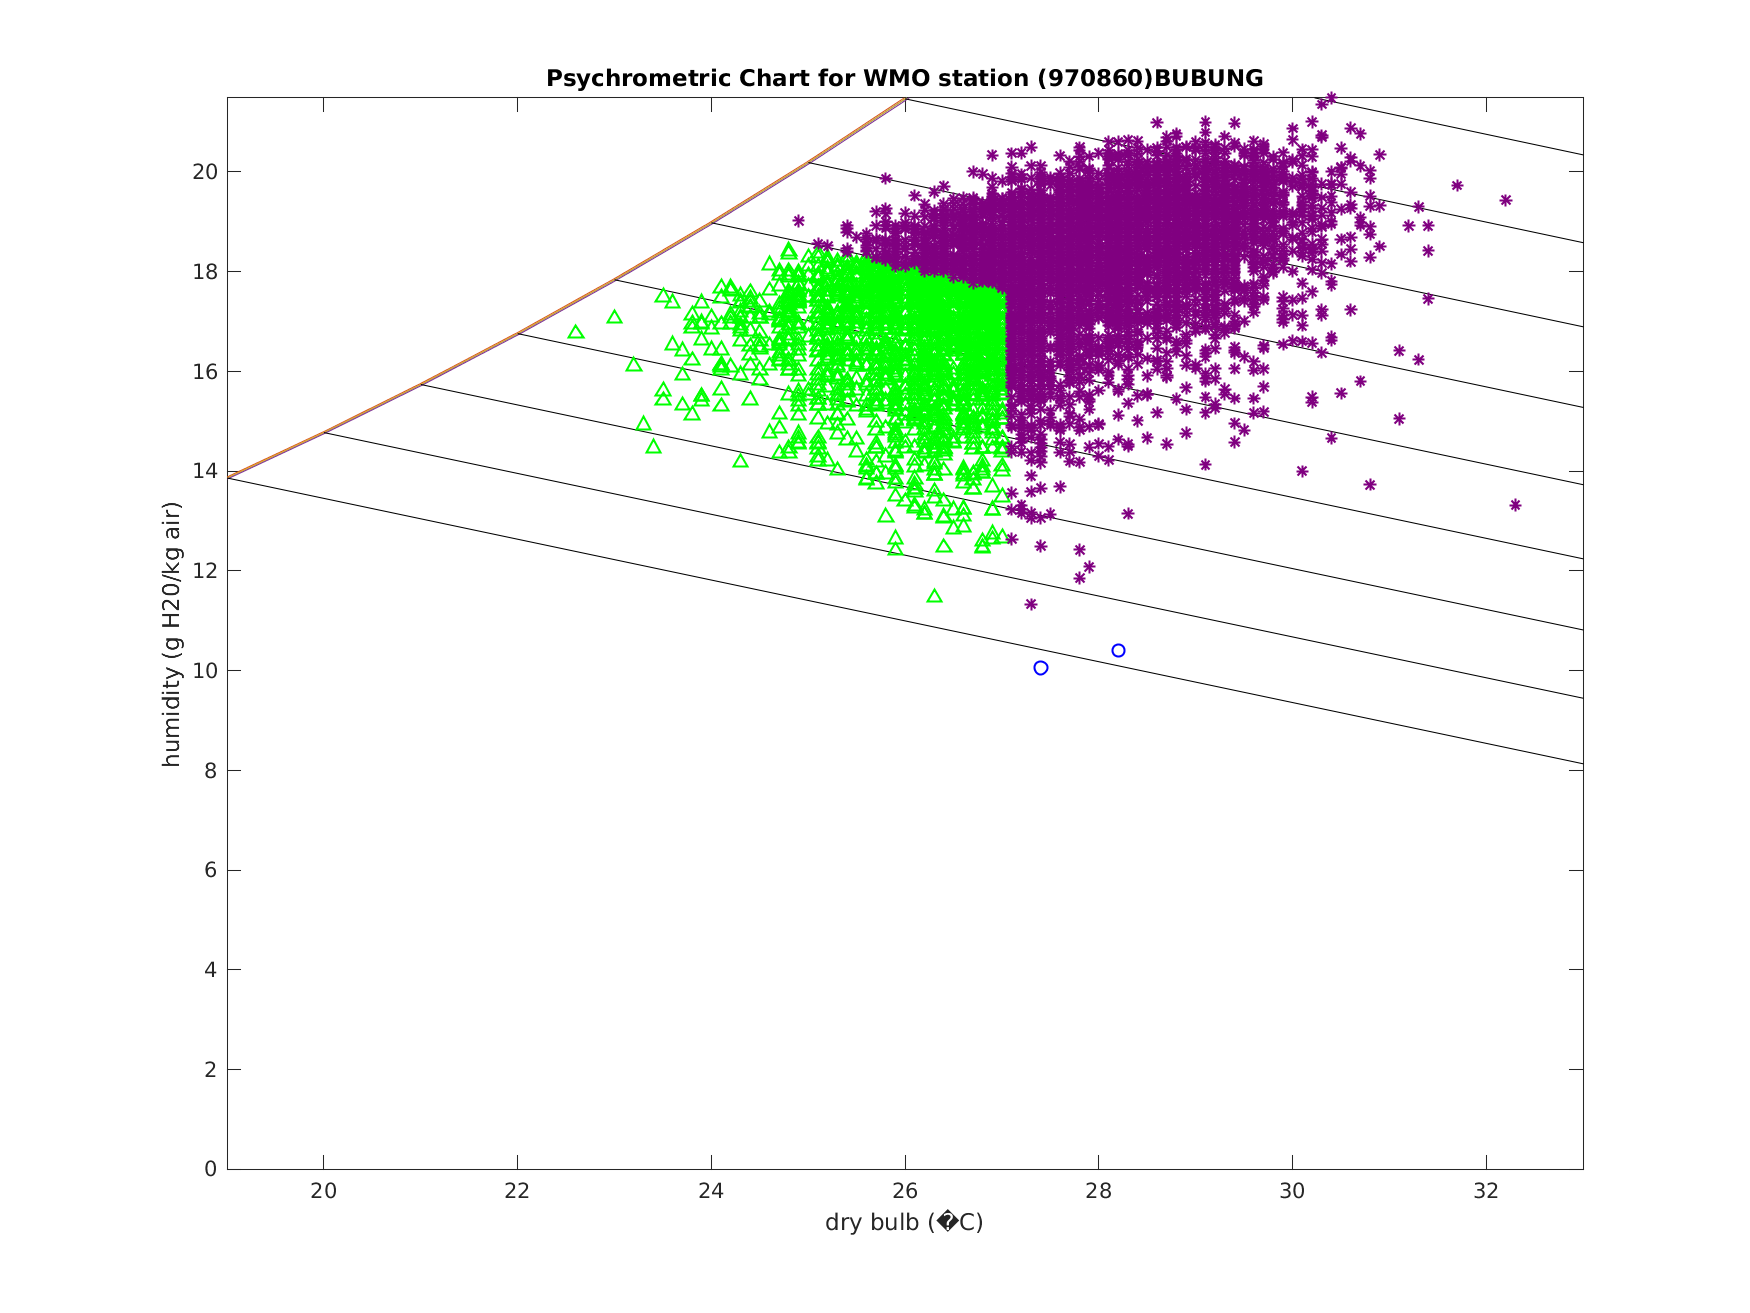 Psychrometric Chart for WMO station (970860)BUBUNG
20
18
16
14
12
10
8
6
4
2
0
humidity (g H20/kg air)
20 22 24 26 28 30 32
dry bulb (�C)